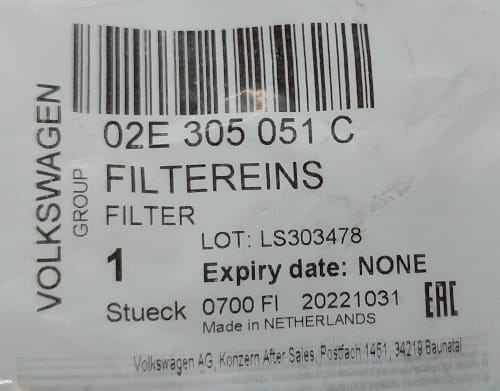 VOLKSWAGEN
GROUP
02E 305 051 C
FILTEREINS
FILTER
LOT: LS303478
1
Expiry date: NONE
Stueck 0700 FI 20221031 EAC
Made in NETHERLANDS
Volkswagen AG, Konzern After Sales, Postfach 1451, 34219 Baunatal